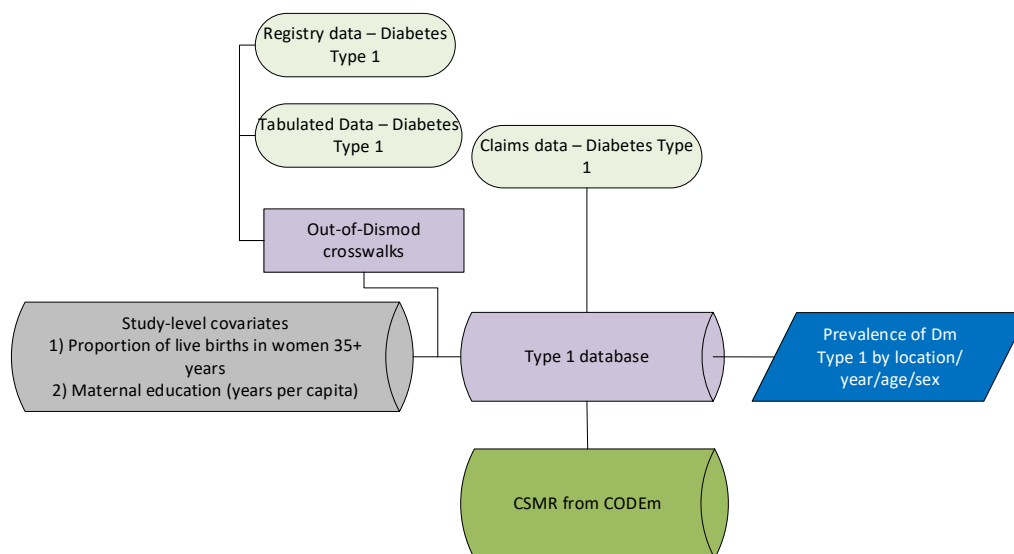 Registry data – Diabetes
Type 1
Tabulated Data – Diabetes
Type 1
Claims data – Diabetes Type
1
Out-of-Dismod
crosswalks
Study-level covariates
1) Proportion of live births in women 35+
years
2) Maternal education (years per capita)
Type 1 database
Prevalence of Dm
Type 1 by location/
year/age/sex
CSMR from CODEm